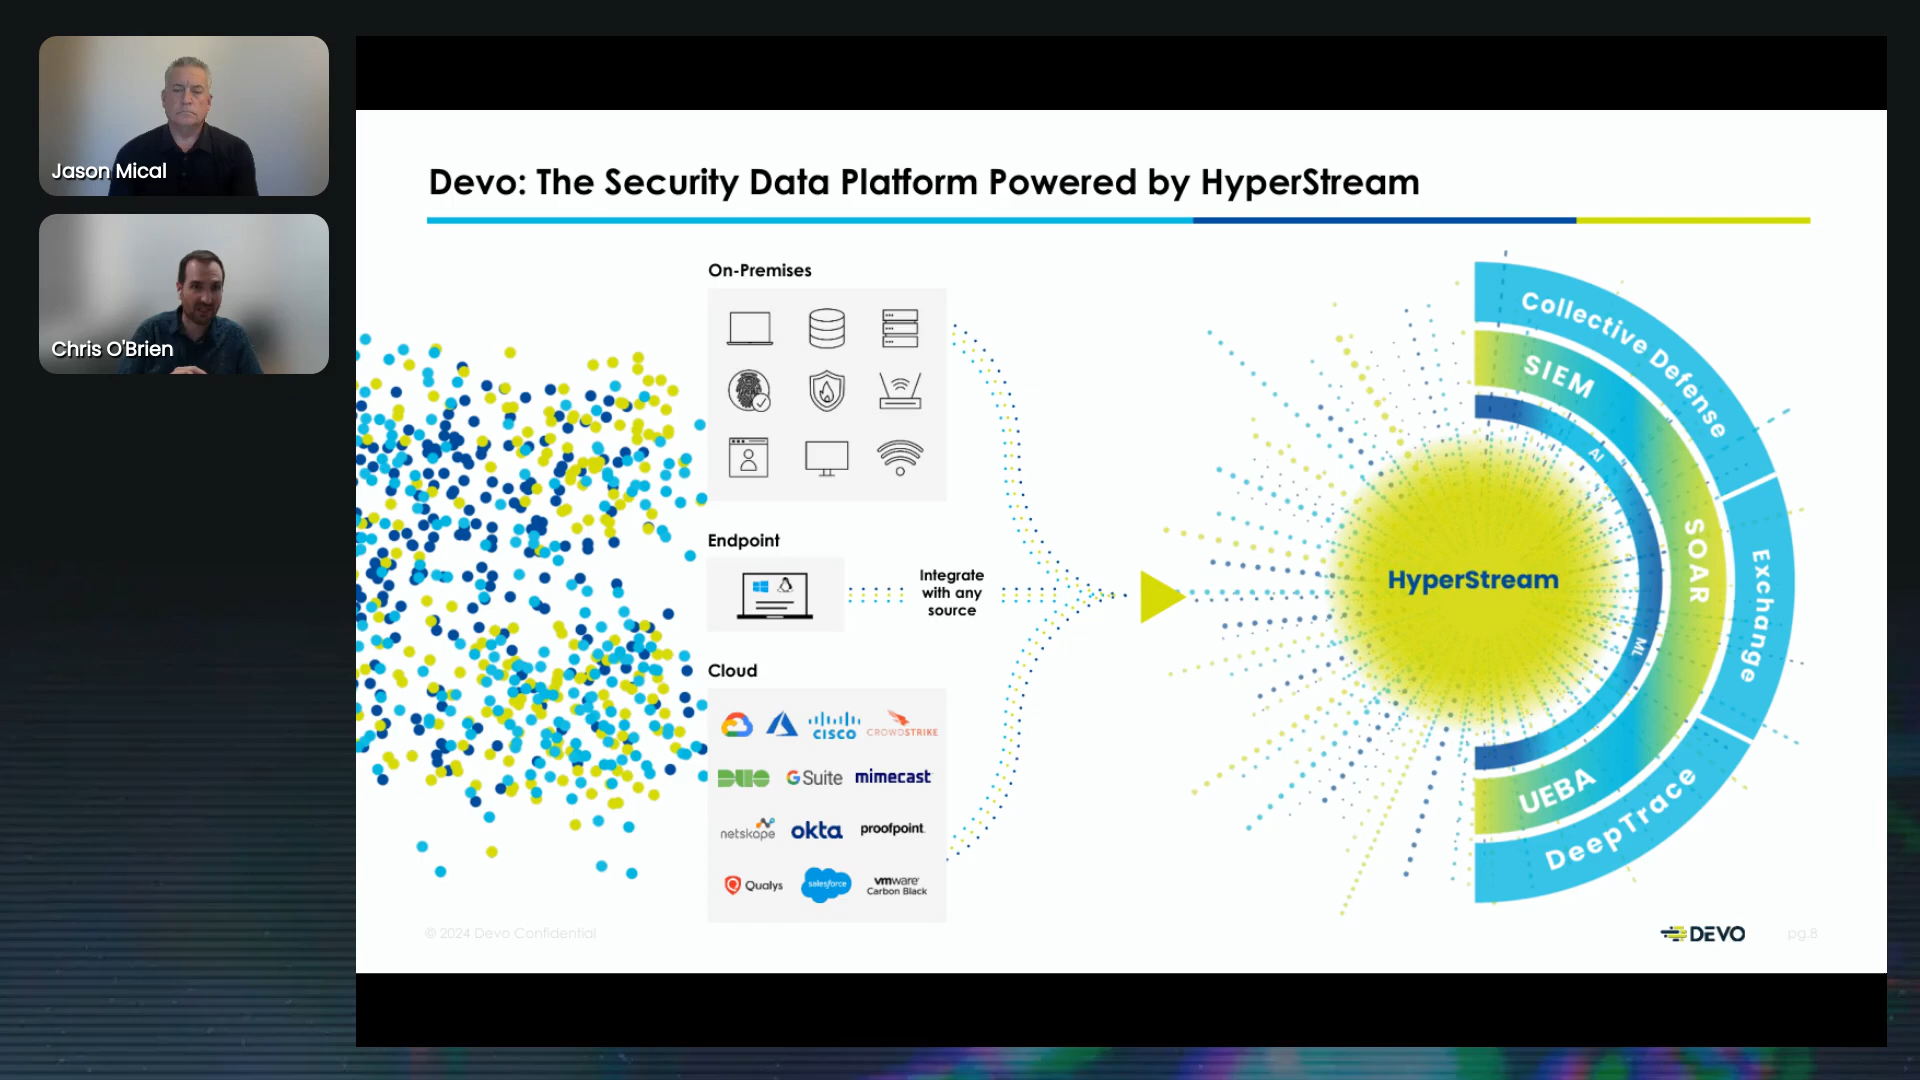 Jason Mical
Chris O'Brien
Devo: The Security Data Platform Powered by HyperStream
On-Premises
Endpoint
Integrate
with any
source
Cloud
CISCO
CROWDSTRIKE
DUO
G Suite
mimecast
netskope
okta
proofpoint.
Qualys
salesforce
vmware
Carbon Black
HyperStream
AI
ML
SIEM
SOAR
UEBA
Collective Defense
Exchange
DeepTrace
© 2024 Devo Confidential
DEVO
pg.8